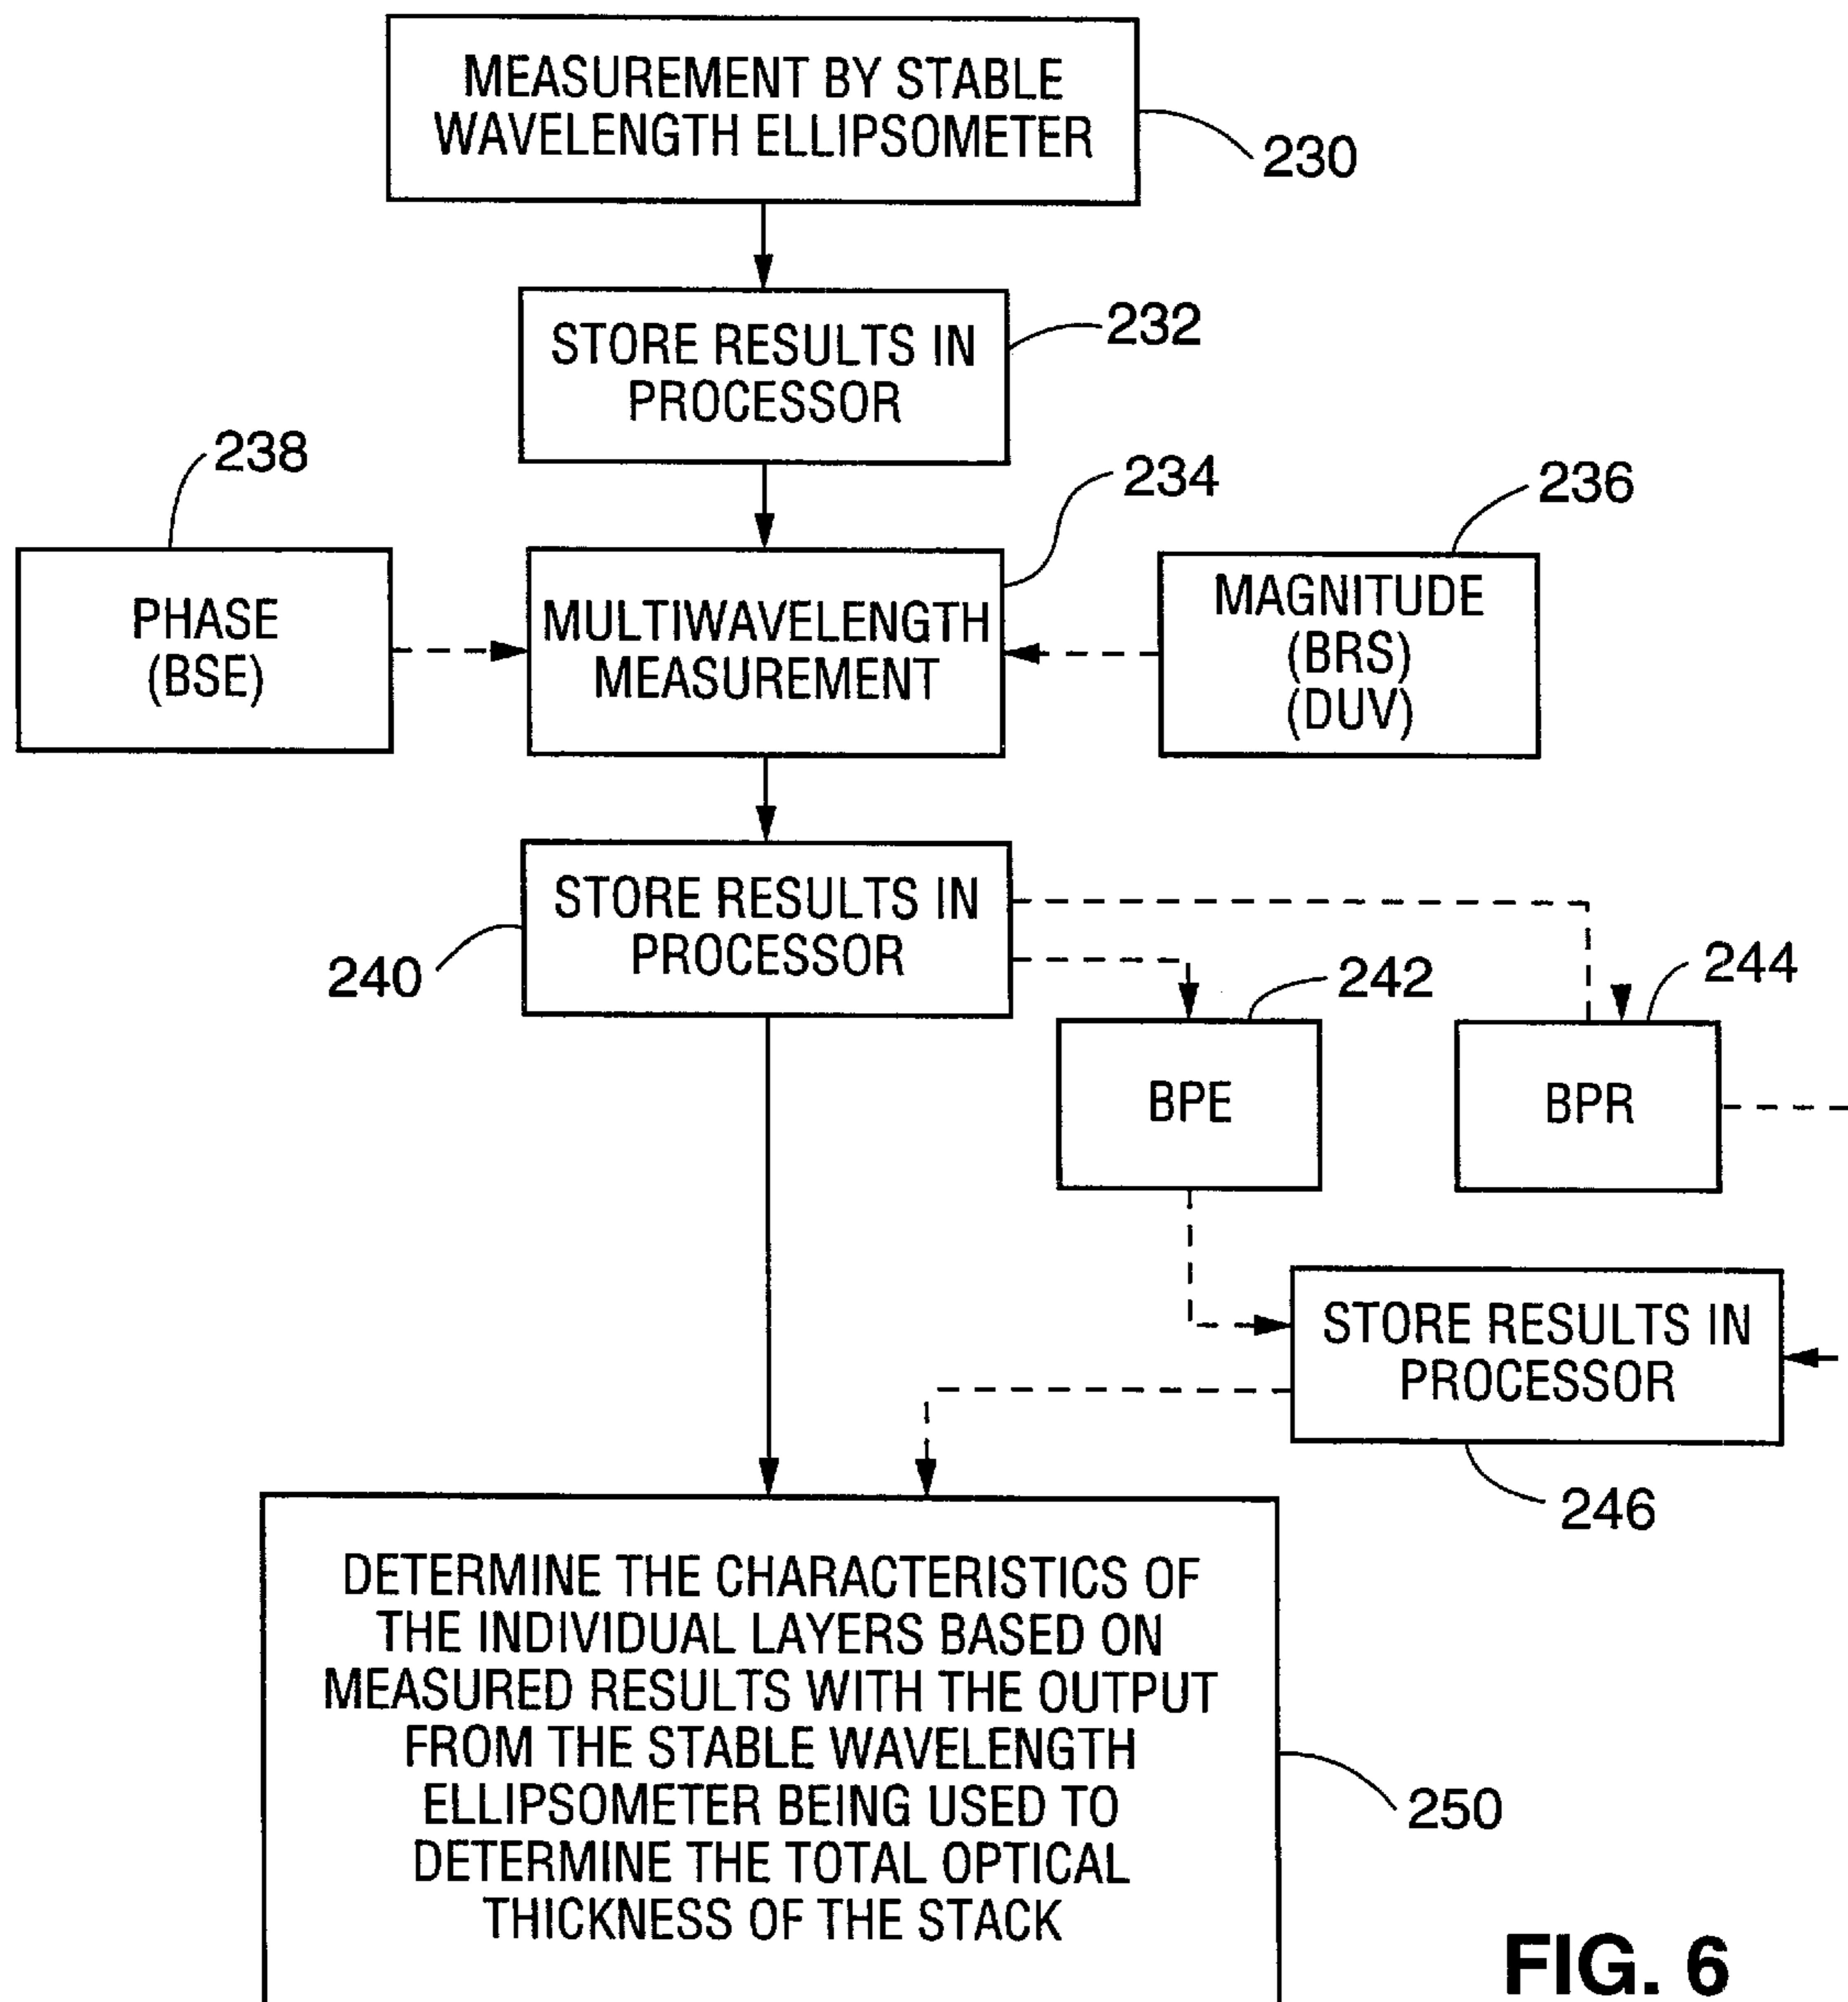 MEASUREMENT BY STABLE
WAVELENGTH ELLIPSOMETER
230
STORE RESULTS IN
PROCESSOR
232
238
234
236
PHASE
(BSE)
MULTIWAVELENGTH
MEASUREMENT
MAGNITUDE
(BRS)
(DUV)
STORE RESULTS IN
PROCESSOR
240
242
244
BPE
BPR
STORE RESULTS IN
PROCESSOR
246
DETERMINE THE CHARACTERISTICS OF
THE INDIVIDUAL LAYERS BASED ON
MEASURED RESULTS WITH THE OUTPUT
FROM THE STABLE WAVELENGTH
ELLIPSOMETER BEING USED TO
DETERMINE THE TOTAL OPTICAL
THICKNESS OF THE STACK
250
FIG. 6